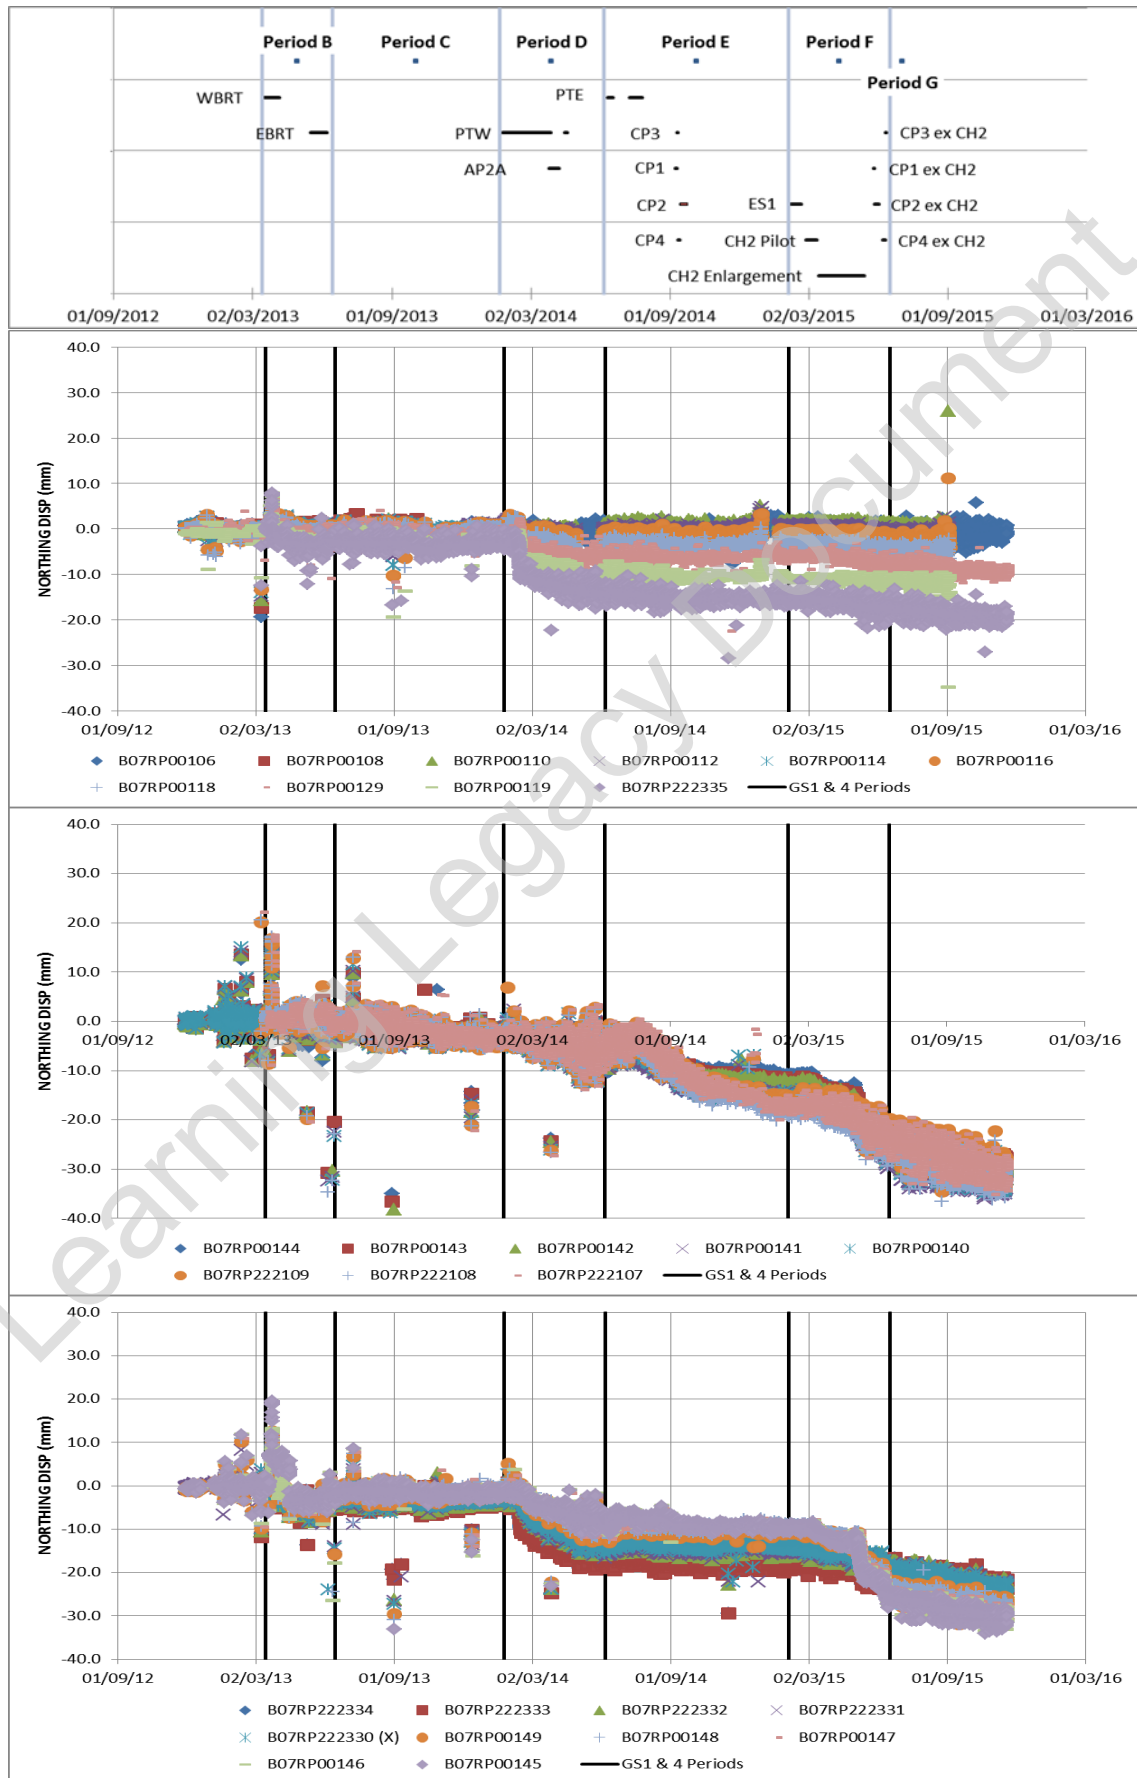 Period B Period C Period D Period E Period F
Period G
WBRT PTE
EBRT PTW CP3 CP3 ex CH2
AP2A CP1 CP1 ex CH2
CP2 ES1 CP2 ex CH2
CP4 CH2 Pilot CP4 ex CH2
CH2 Enlargement
01/09/2012 02/03/2013 01/09/2013 02/03/2014 01/09/2014 02/03/2015 01/09/2015 01/03/2016
NORTHING DISP (mm)
40.0
30.0
20.0
10.0
0.0
-10.0
-20.0
-30.0
-40.0
01/09/12 02/03/13 01/09/13 02/03/14 01/09/14 02/03/15 01/09/15 01/03/16
B07RP00106 B07RP00108 B07RP00110 B07RP00112 B07RP00114 B07RP00116
B07RP00118 B07RP00129 B07RP00119 B07RP222335 GS1 & 4 Periods
NORTHING DISP (mm)
40.0
30.0
20.0
10.0
0.0
01/09/12 02/03/13 01/09/13 02/03/14 01/09/14 02/03/15 01/09/15 01/03/16
-10.0
-20.0
-30.0
-40.0
B07RP00144 B07RP00143 B07RP00142 B07RP00141 B07RP00140
B07RP222109 B07RP222108 B07RP222107 GS1 & 4 Periods
NORTHING DISP (mm)
40.0
30.0
20.0
10.0
0.0
-10.0
-20.0
-30.0
-40.0
01/09/12 02/03/13 01/09/13 02/03/14 01/09/14 02/03/15 01/09/15 01/03/16
B07RP222334 B07RP222333 B07RP222332 B07RP222331
B07RP222330 (X) B07RP00149 B07RP00148 B07RP00147
B07RP00146 B07RP00145 GS1 & 4 Periods
Learning Legacy Document